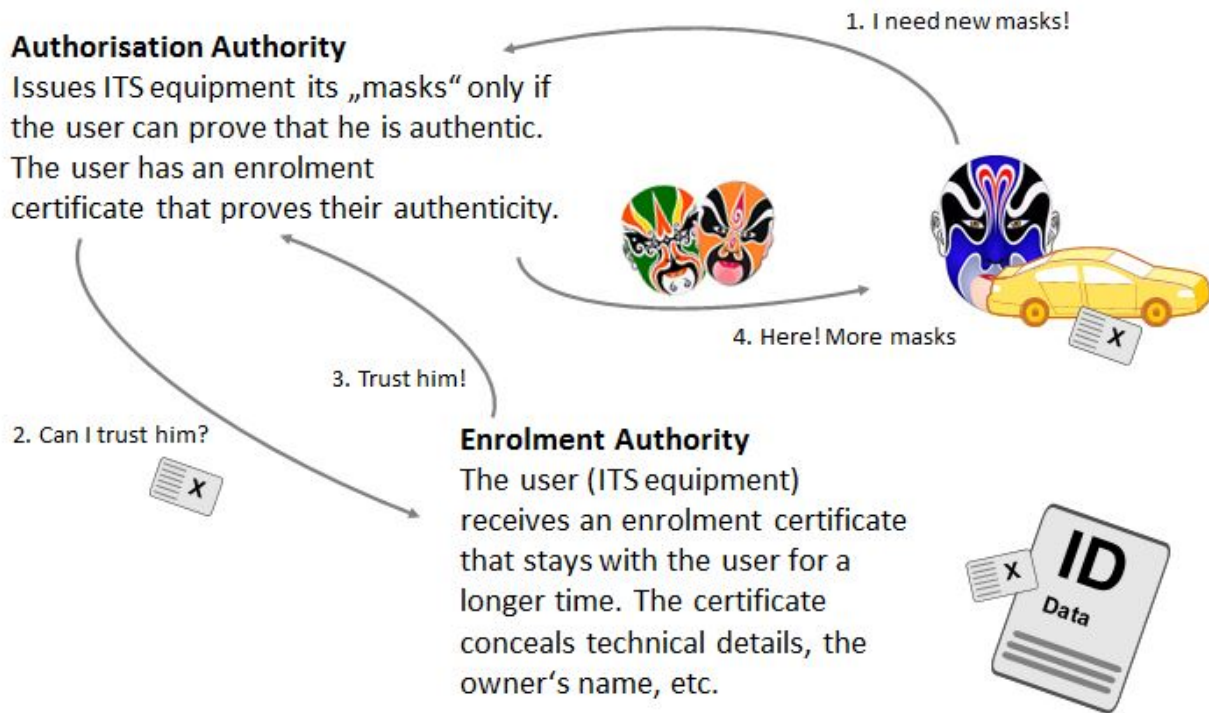 1. I need new masks!
Authorisation Authority
Issues ITS equipment its „masks“ only if
the user can prove that he is authentic.
The user has an enrolment
certificate that proves their authenticity.
4. Here! More masks
X
3. Trust him!
2. Can I trust him?
X
Enrolment Authority
The user (ITS equipment)
receives an enrolment certificate
that stays with the user for a
longer time. The certificate
conceals technical details, the
owner‘s name, etc.
X
ID
Data